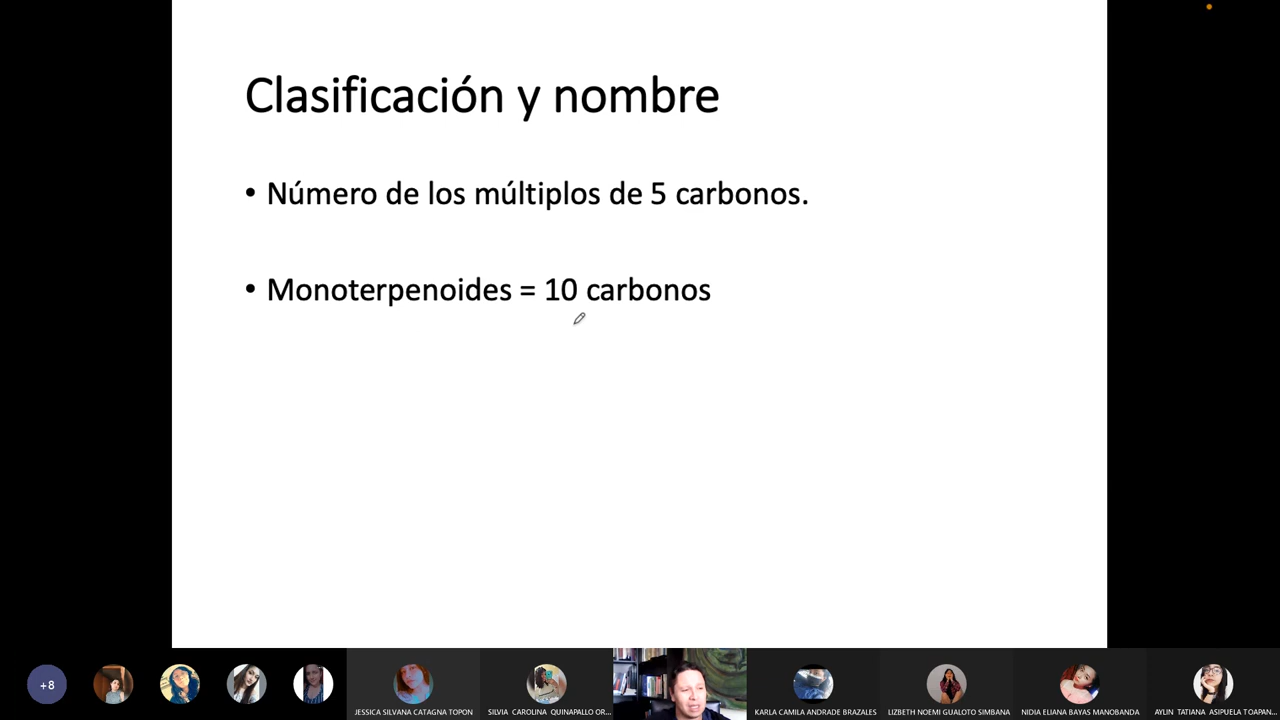 Clasificación y nombre
• Número de los múltiplos de 5 carbonos.
• Monoterpenoides = 10 carbonos
+8
JESSICA SILVANA CATAGNA TOPON
SILVIA CAROLINA QUINAPALLO OR...
KARLA CAMILA ANDRADE BRAZALES
LIZBETH NOEMI GUALOTO SIMBANA
NIDIA ELIANA BAYAS MANOBANDA
AYLIN TATIANA ASIPUELA TOAPAN...